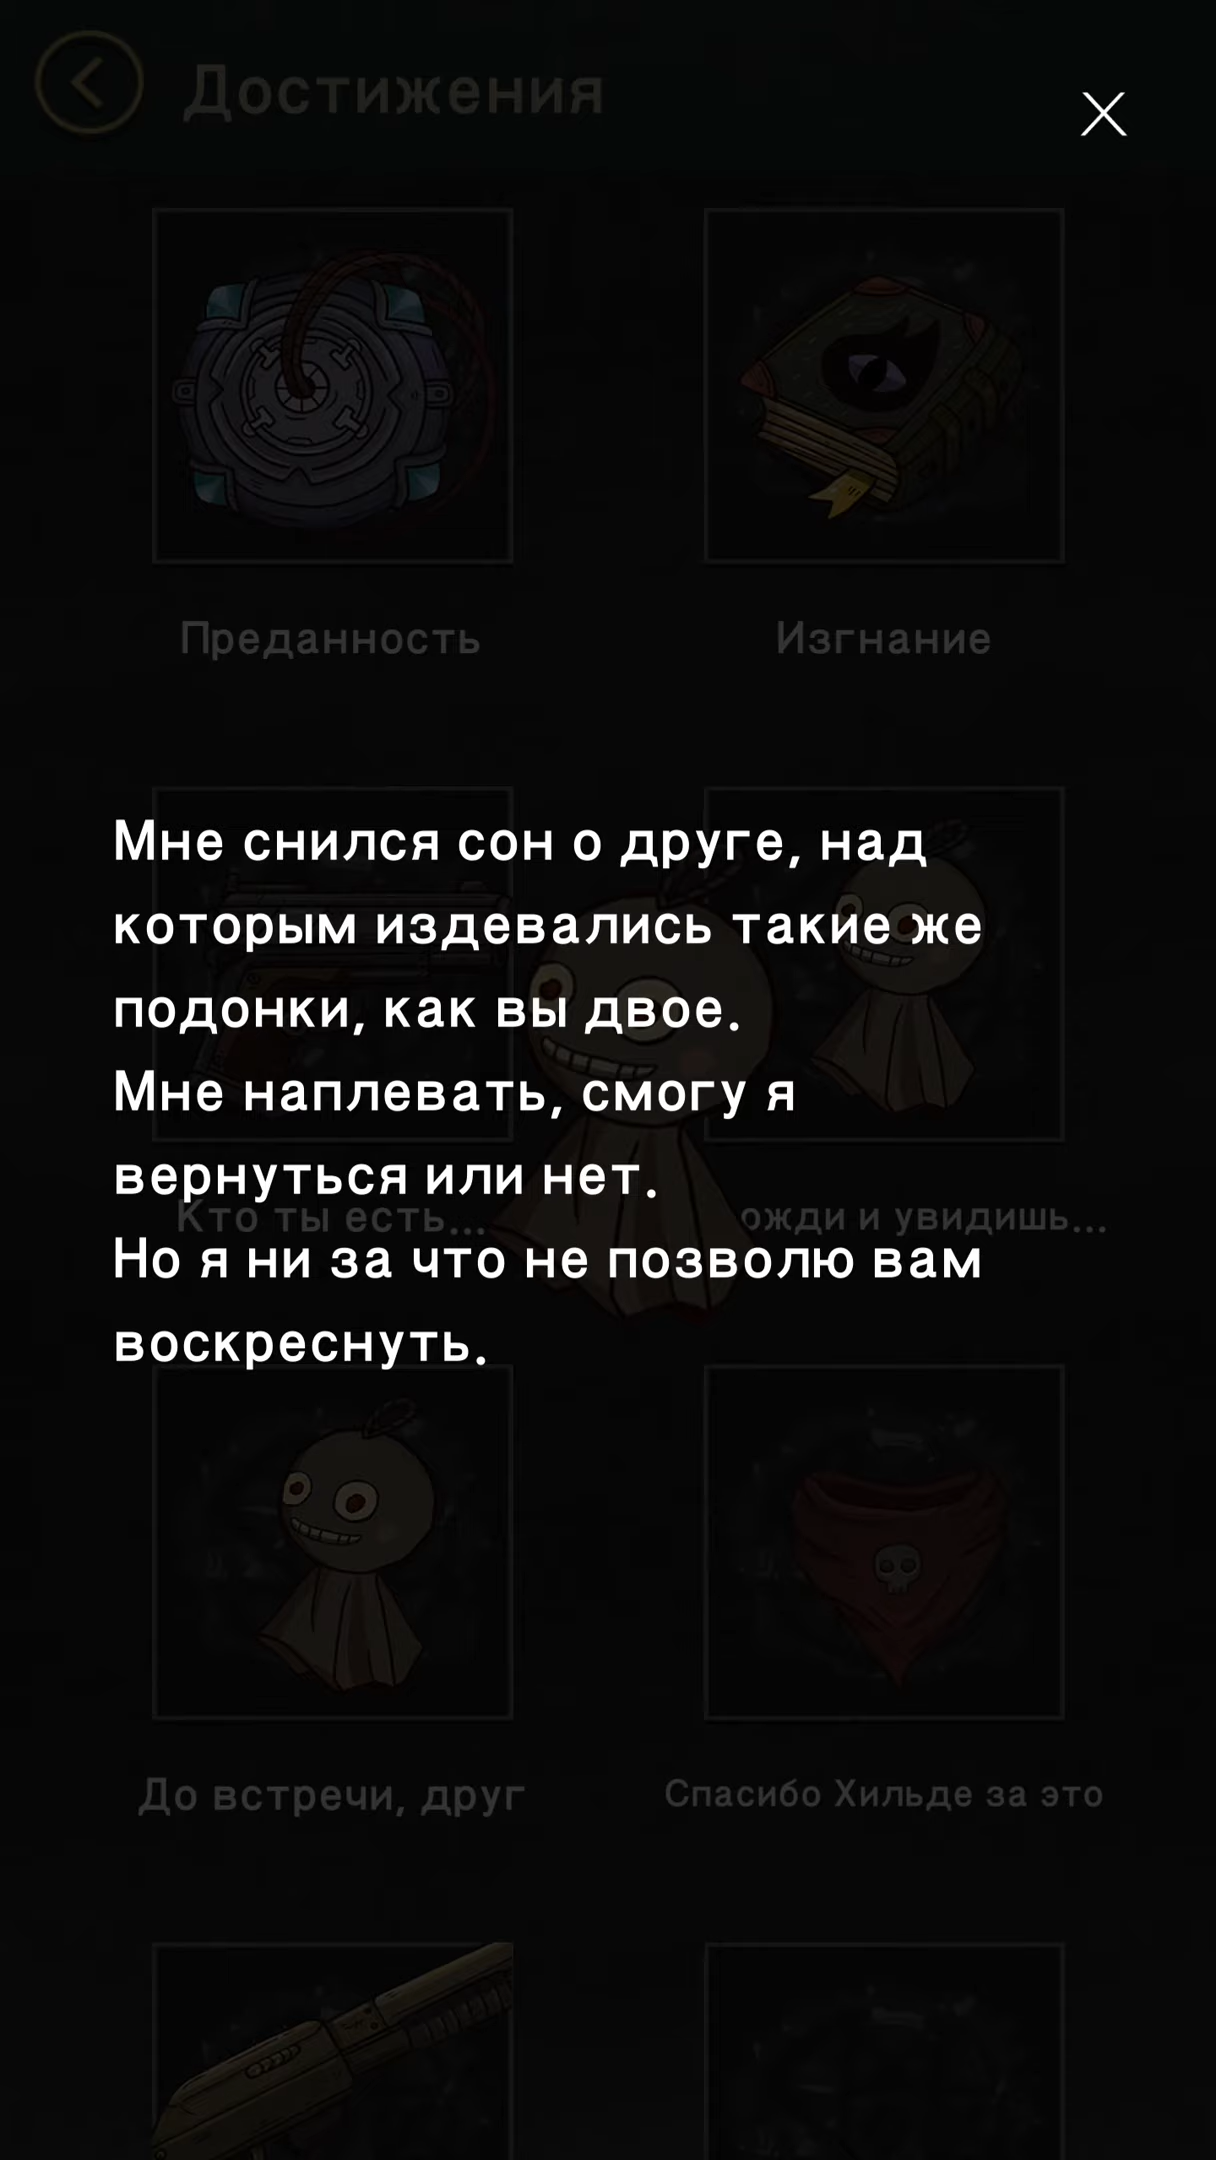 Достижения
Преданность
Изгнание
Мне снился сон о друге, над
которым издевались такие же
подонки, как вы двое.
Мне наплевать, смогу я
вернуться или нет.
Кто ты есть...
и увидишь...
Но я ни за что не позволю вам
воскреснуть.
До встречи, друг
Спасибо Хильде за это